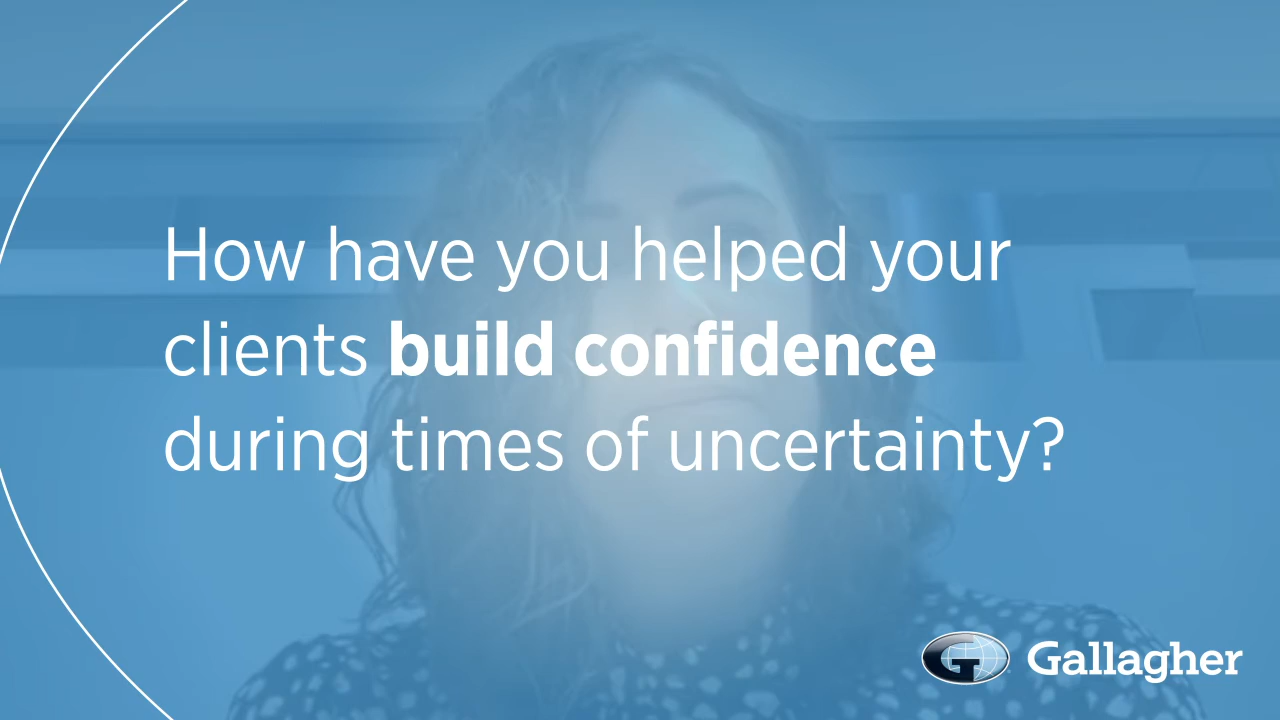 How have you helped your
clients build confidence
during times of uncertainty?
G Gallagher